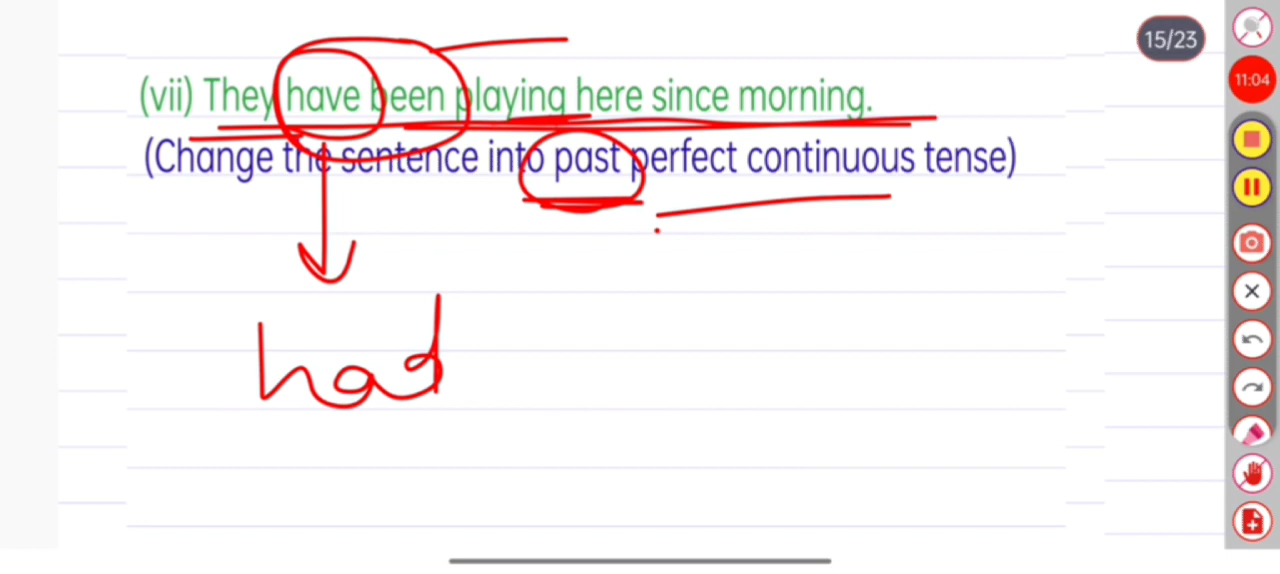 15/23
(vii) They have been playing here since morning.
11:04
(Change the sentence into past perfect continuous tense)
had